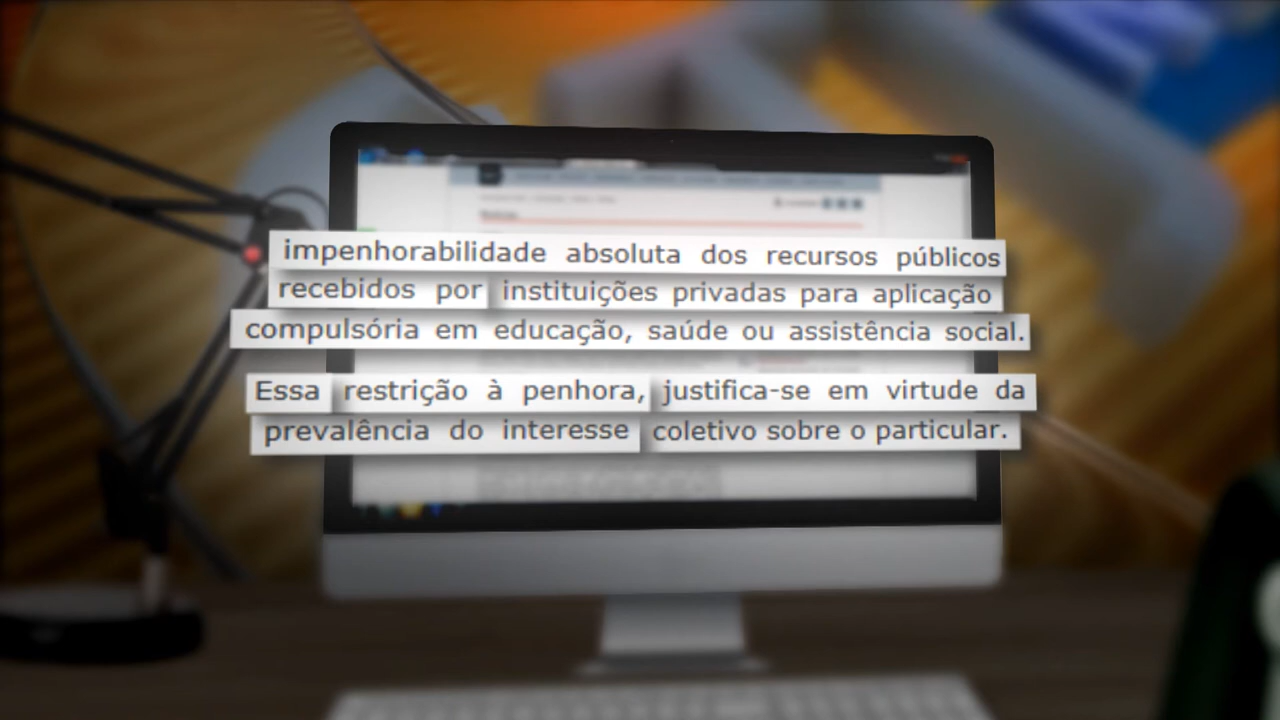 impenhorabilidade absoluta dos recursos públicos
recebidos por instituições privadas para aplicação
compulsória em educação, saúde ou assistência social.
Essa restrição à penhora, justifica-se em virtude da
prevalência do interesse coletivo sobre o particular.